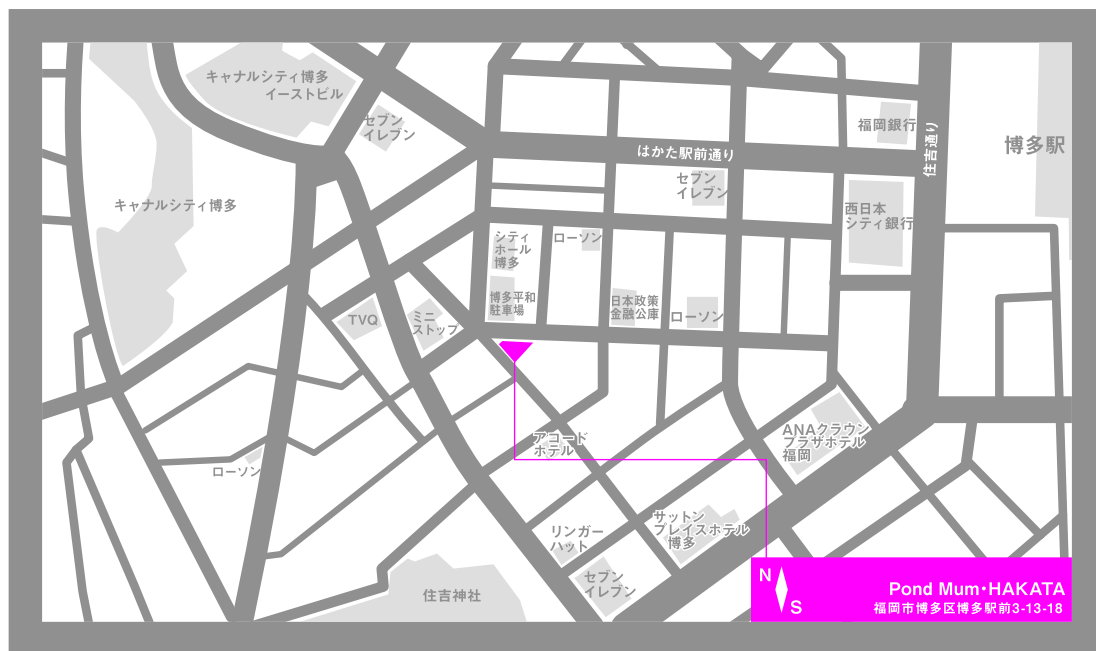 キャナルシティ博多
イーストビル
セブン
イレブン
福岡銀行
住吉通り
博多駅
はかた駅前通り
セブン
イレブン
キャナルシティ博多
西日本
シティ銀行
シティ
ホール
博多
ローソン
博多平和
駐車場
日本政策
金融公庫
ローソン
TVQ
ミニ
ストップ
アコード
ホテル
ANAクラウン
プラザホテル
福岡
ローソン
リンガー
ハット
サットン
プレイスホテル
博多
セブン
イレブン
住吉神社
N
S
Pond Mum・HAKATA
福岡市博多区博多駅前3-13-18